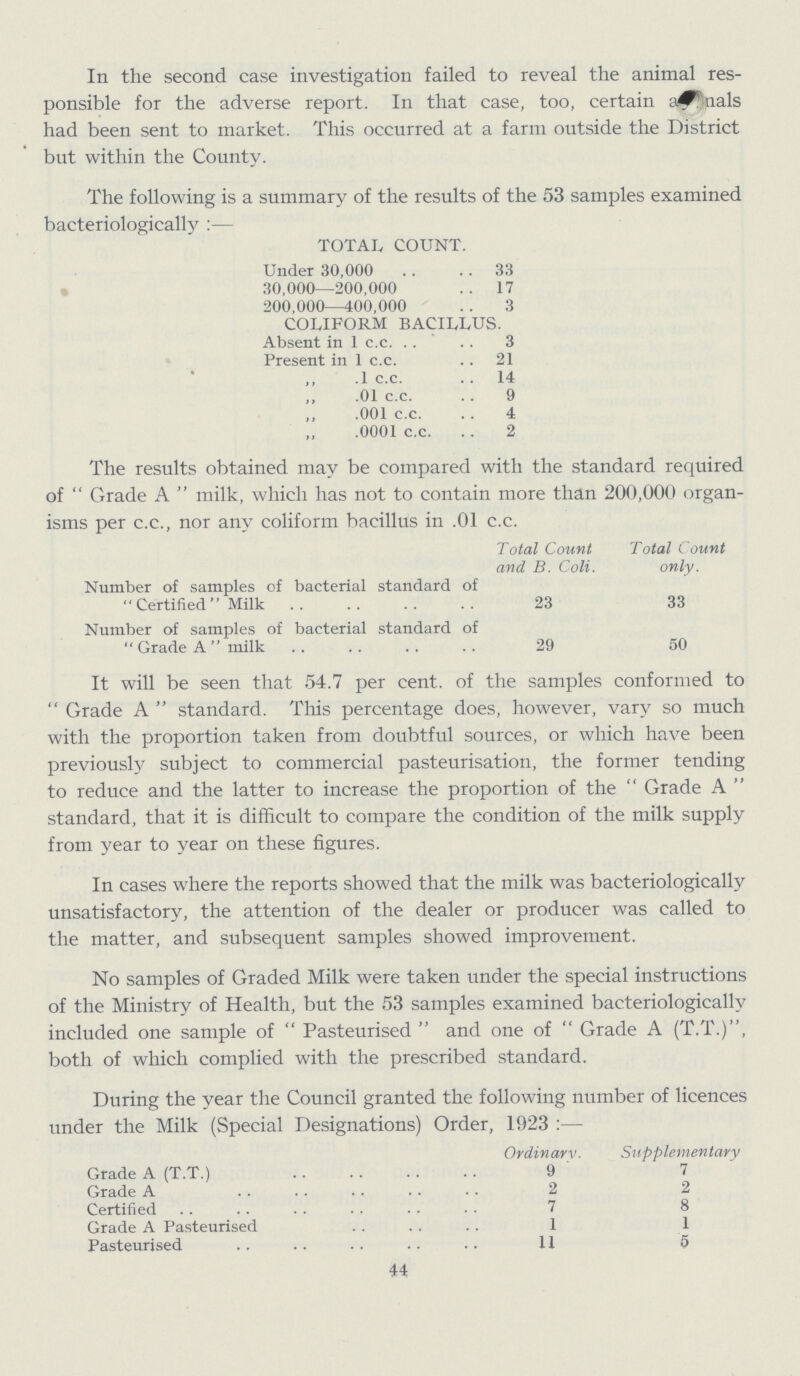 In the second case investigation failed to reveal the animal res-
ponsible for the adverse report. In that case, too, certain
had been sent to market. This occurred at a farm outside the District
but within the County.
The following is a summary of the results of the 53 samples examined
bacteriologically :—
TOTAL COUNT.
Under 30,000 .. .. 33
30,000—200,000 .. 17
200,000—400,000 .. 3
COLIFORM BACILLUS.
Absent in 1 c.c. .. .. 3
Present in 1 c.c. .. 21
,, .1 c.c. .. 14
,, .01 c.c. .. 9
,, .001 c.c. .. 4
,, .0001 c.c. .. 2
The results obtained may be compared with the standard required
of " Grade A " milk, which has not to contain more than 200,000 organ-
isms per c.c., nor any coliform bacillus in .01 c.c.
Total Count Total Count
and B. Coli. only.
Number of samples of bacterial standard of
"Certified" Milk .. .. .. .. 23 33
Number of samples of bacterial standard of
"Grade A" milk .. .. .. .. 29 50
It will be seen that 54.7 per cent. of the samples conformed to
" Grade A " standard. This percentage does, however, vary so much
with the proportion taken from doubtful sources, or which have been
previously subject to commercial pasteurisation, the former tending
to reduce and the latter to increase the proportion of the " Grade A "
standard, that it is difficult to compare the condition of the milk supply
from year to year on these figures.
In cases where the reports showed that the milk was bacteriologically
unsatisfactory, the attention of the dealer or producer was called to
the matter, and subsequent samples showed improvement.
No samples of Graded Milk were taken under the special instructions
of the Ministry of Health, but the 53 samples examined bacteriologically
included one sample of " Pasteurised " and one of " Grade A (T.T.)",
both of which complied with the prescribed standard.
During the year the Council granted the following number of licences
under the Milk (Special Designations) Order, 1923 :—
Ordinary. Supplementary
Grade A (T.T.) .. .. .. .. 9 7
Grade A .. .. .. .. .. 2 2
Certified .. .. .. .. .. .. 7 8
Grade A Pasteurised .. .. .. 1 1
Pasteurised .. .. .. .. .. 11 5
44